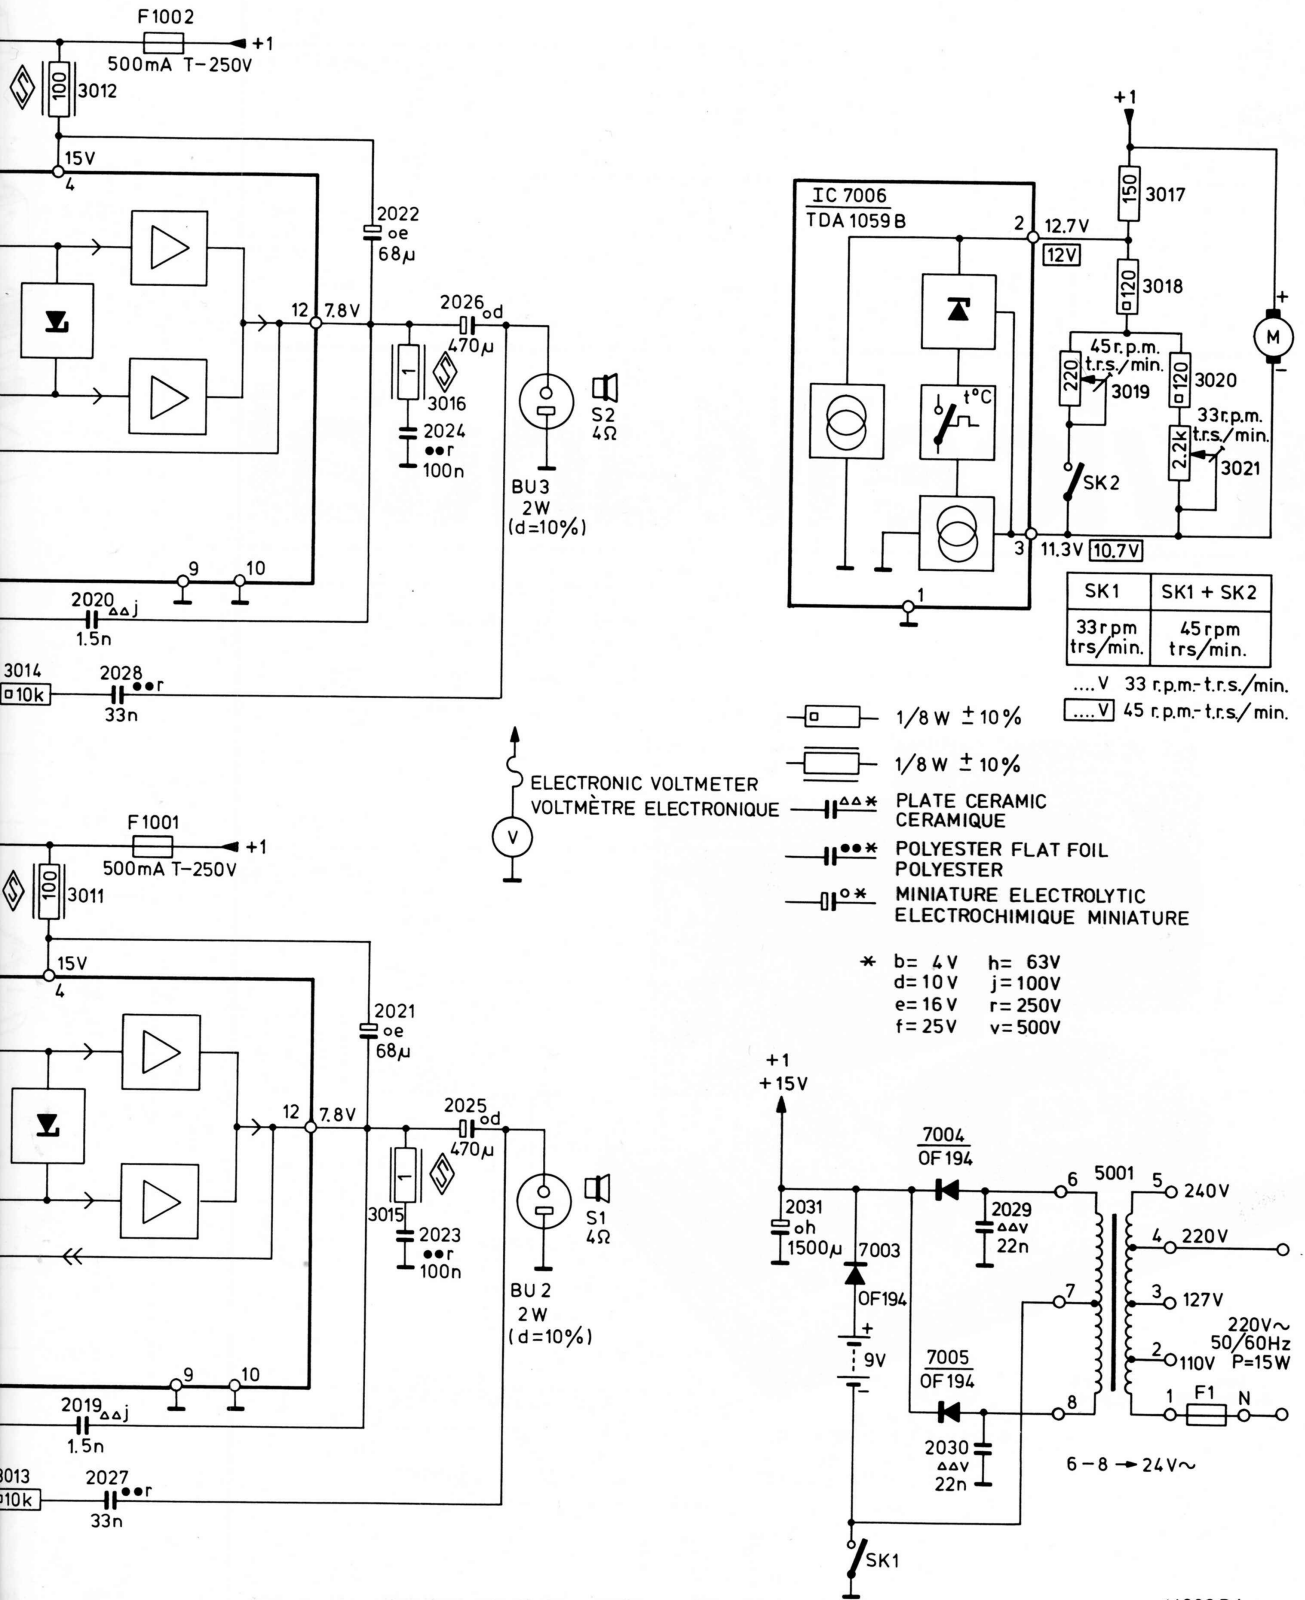 F1002
+1
500mA T-250V
100
3012
15V
4
2022
oe
68µ
12
7.8V
2026
od
470µ
1
3016
2024
●●r
100n
S2
4Ω
BU3
2W
(d=10%)
9
10
2020
△△j
1.5n
3014
10k
2028
●●r
33n
+1
150
3017
IC 7006
TDA 1059B
2
12.7V
12V
120
3018
+
M
-
45 r.p.m.
t.r.s./min.
220
3019
120
3020
33 r.p.m.
t.r.s./min.
2.2k
3021
t°C
SK2
3
11.3V
10.7V
1
SK1
SK1 + SK2
33 rpm
trs/min.
45 rpm
trs/min.
....V 33 r.p.m.-t.r.s./min.
....V 45 r.p.m.-t.r.s./min.
1/8 W ± 10%
1/8 W ± 10%
△△*
PLATE CERAMIC
CERAMIQUE
●●*
POLYESTER FLAT FOIL
POLYESTER
o*
MINIATURE ELECTROLYTIC
ELECTROCHIMIQUE MINIATURE
* b= 4V h= 63V
d= 10V j= 100V
e= 16V r= 250V
f= 25V v= 500V
ELECTRONIC VOLTMETER
VOLTMÈTRE ELECTRONIQUE
V
F1001
+1
500mA T-250V
100
3011
15V
4
2021
oe
68µ
12
7.8V
2025
od
470µ
1
3015
2023
●●r
100n
S1
4Ω
BU2
2W
(d=10%)
9
10
2019
△△j
1.5n
3013
10k
2027
●●r
33n
+1
+15V
7004
OF194
6
5001
5
240V
2031
oh
1500µ
2029
△△v
22n
4
220V
7003
OF194
7
3
127V
220V~
50/60Hz
P=15W
+
9V
-
7005
OF194
2
110V
8
1
F1
N
2030
△△v
22n
6-8 → 24V~
SK1